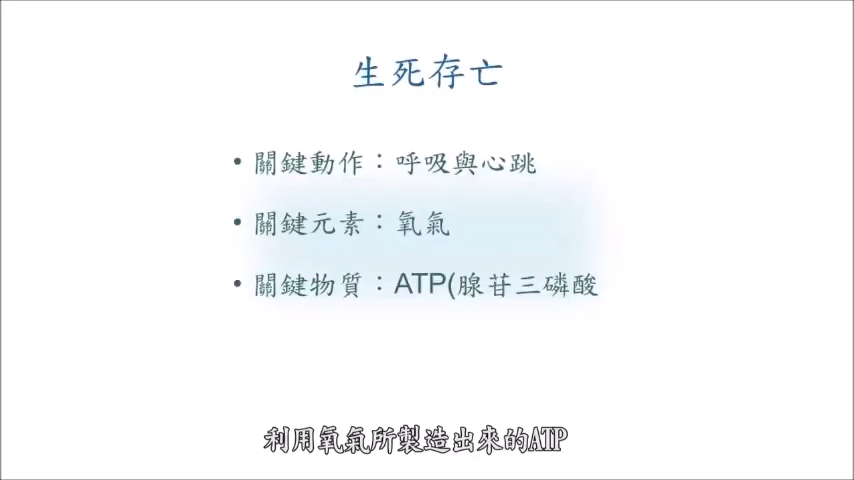 生死存亡
• 關鍵動作：呼吸與心跳
• 關鍵元素：氧氣
• 關鍵物質：ATP(腺苷三磷酸
利用氧氣所製造出來的ATP